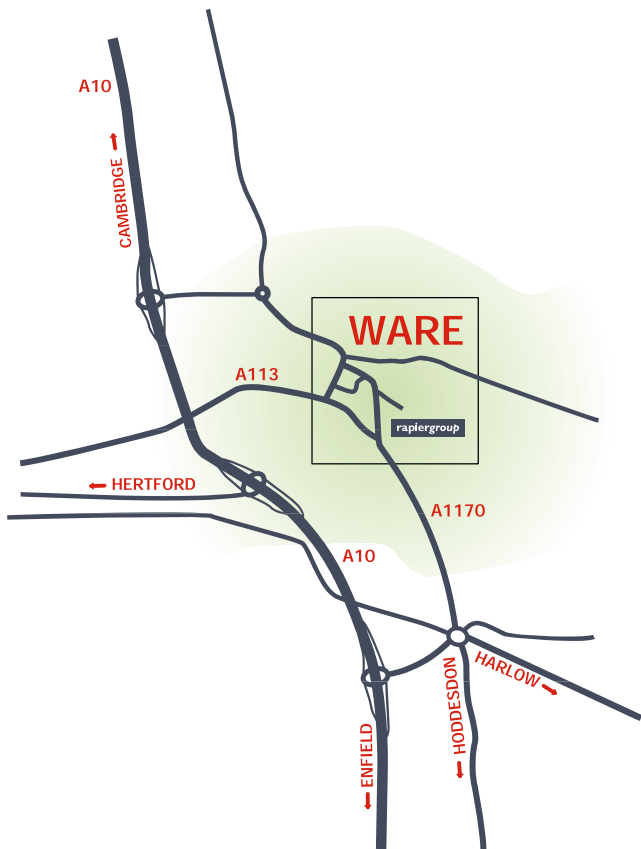 A10
CAMBRIDGE
WARE
A113
rapiergroup
HERTFORD
A1170
A10
HARLOW
HODDESDON
ENFIELD